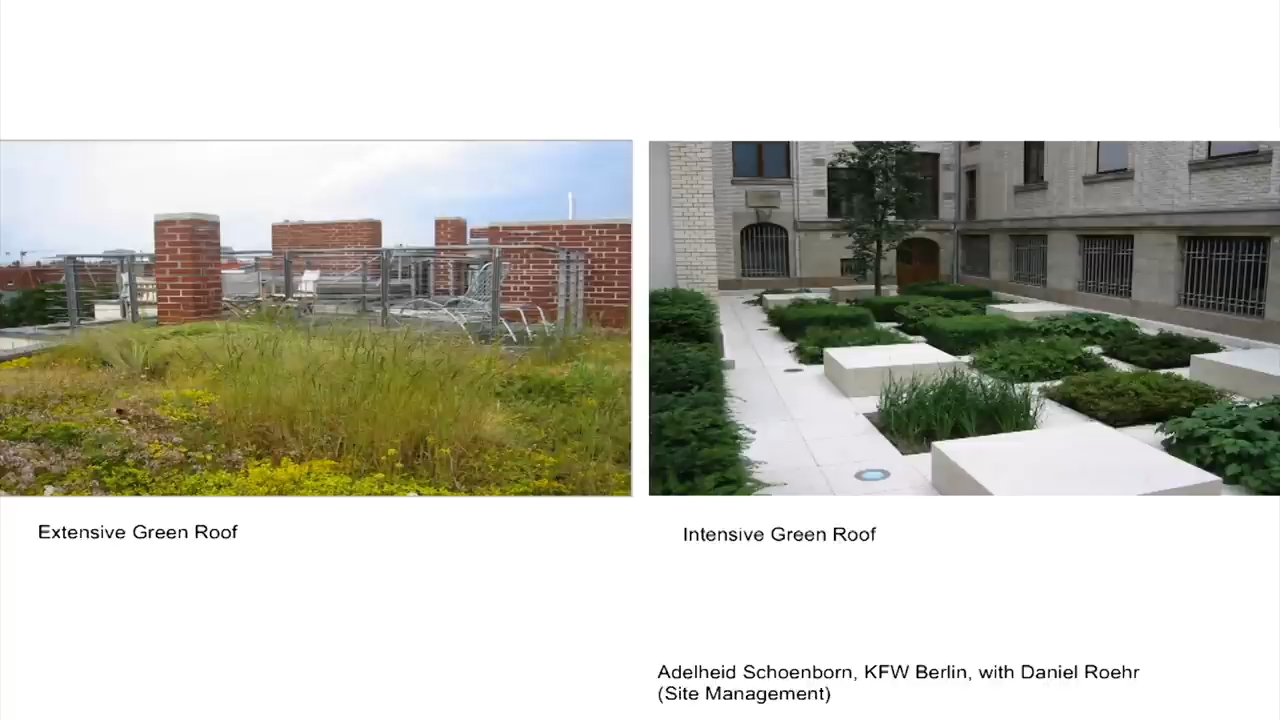 Extensive Green Roof
Intensive Green Roof
Adelheid Schoenborn, KFW Berlin, with Daniel Roehr
(Site Management)